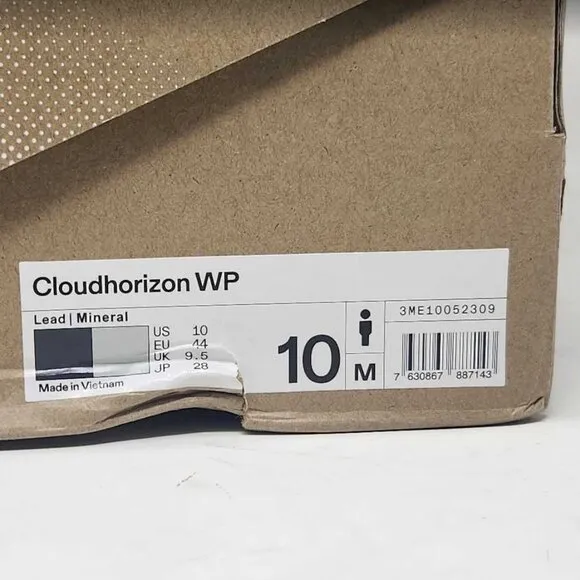 Cloudhorizon WP
Lead | Mineral
US 10
EU 44
UK 9.5
JP 28
Made in Vietnam
10
M
3ME10052309
7 630867 887143